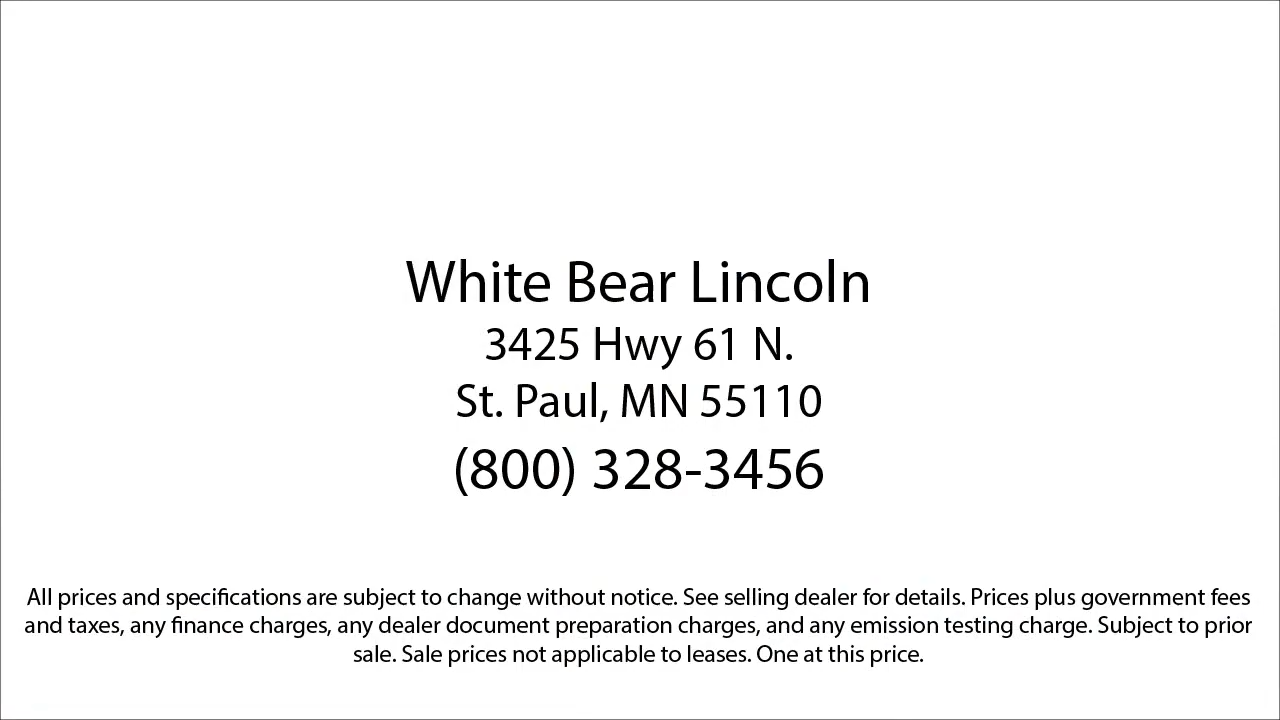 White Bear Lincoln
3425 Hwy 61 N.
St. Paul, MN 55110
(800) 328-3456
All prices and specifications are subject to change without notice. See selling dealer for details. Prices plus government fees
and taxes, any finance charges, any dealer document preparation charges, and any emission testing charge. Subject to prior
sale. Sale prices not applicable to leases. One at this price.